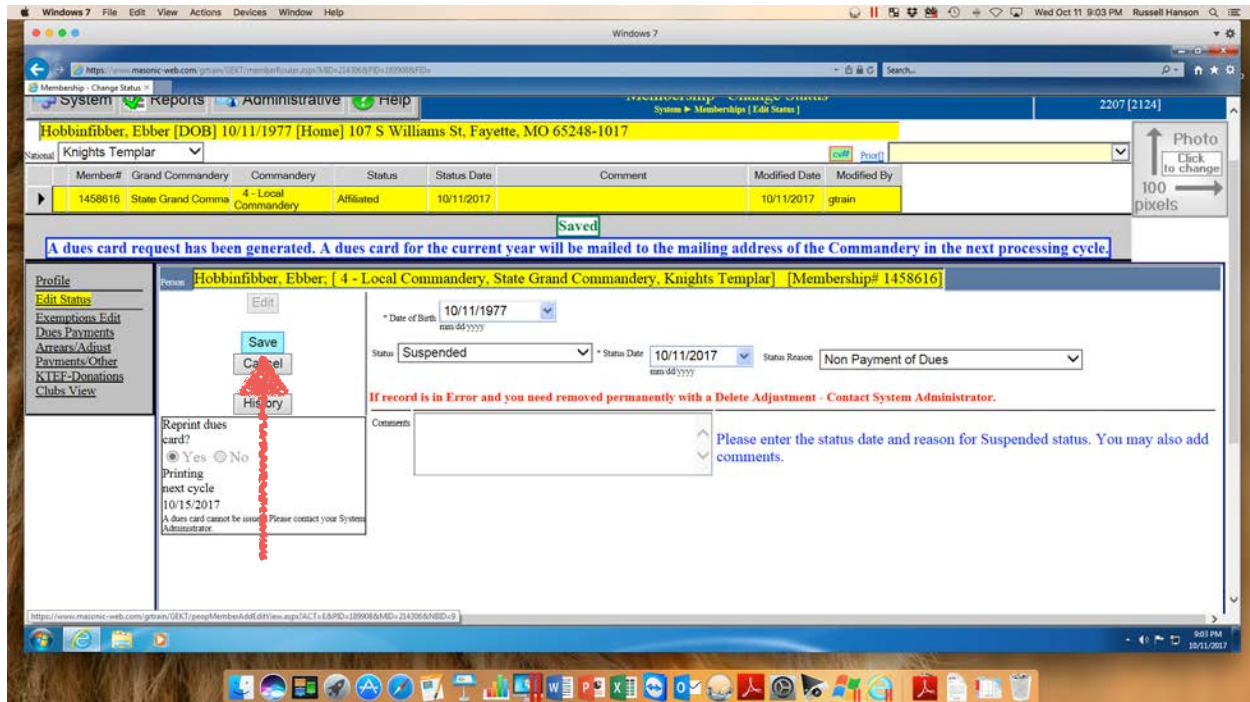 Windows 7 File Edit View Actions Devices Window Help Wed Oct 11 9:03 PM Russell Hanson
Windows 7
Search...
Membership - Change Status
System Reports Administrative Help Membership - Change Status 2207 [2124]
System ► Memberships [ Edit Status ]
Hobbinfibber, Ebber [DOB] 10/11/1977 [Home] 107 S Williams St, Fayette, MO 65248-1017
National Knights Templar cv# Prior[]
Photo
Click
to change
100
pixels
Member# Grand Commandery Commandery Status Status Date Comment Modified Date Modified By
1458616 State Grand Comma 4 - Local Commandery Affiliated 10/11/2017 10/11/2017 gtrain
Saved
A dues card request has been generated. A dues card for the current year will be mailed to the mailing address of the Commandery in the next processing cycle.
Profile
Edit Status
Exemptions Edit
Dues Payments
Arrears/Adjust
Payments/Other
KTEF-Donations
Clubs View
Person Hobbinfibber, Ebber; [ 4 - Local Commandery, State Grand Commandery, Knights Templar] [Membership# 1458616]
Edit
Save
Cancel
History
* Date of Birth 10/11/1977
mm/dd/yyyy
Status Suspended * Status Date 10/11/2017 Status Reason Non Payment of Dues
mm/dd/yyyy
If record is in Error and you need removed permanently with a Delete Adjustment - Contact System Administrator.
Comments
Please enter the status date and reason for Suspended status. You may also add
comments.
Reprint dues
card?
Yes No
Printing
next cycle
10/15/2017
A dues card cannot be issued. Please contact your System
Administrator.
9:03 PM
10/11/2017